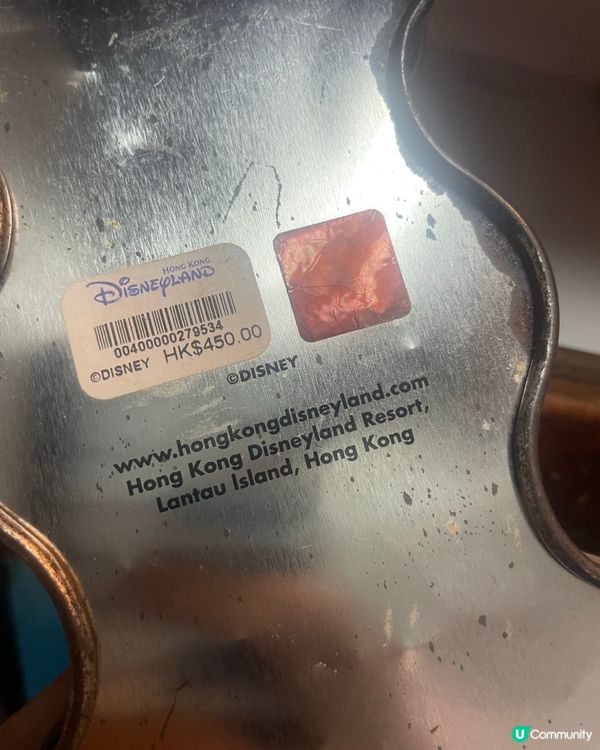 HONG KONG
DISNEYLAND
00400000279534
©DISNEY HK$450.00
©DISNEY
www.hongkongdisneyland.com
Hong Kong Disneyland Resort,
Lantau Island, Hong Kong
U Community